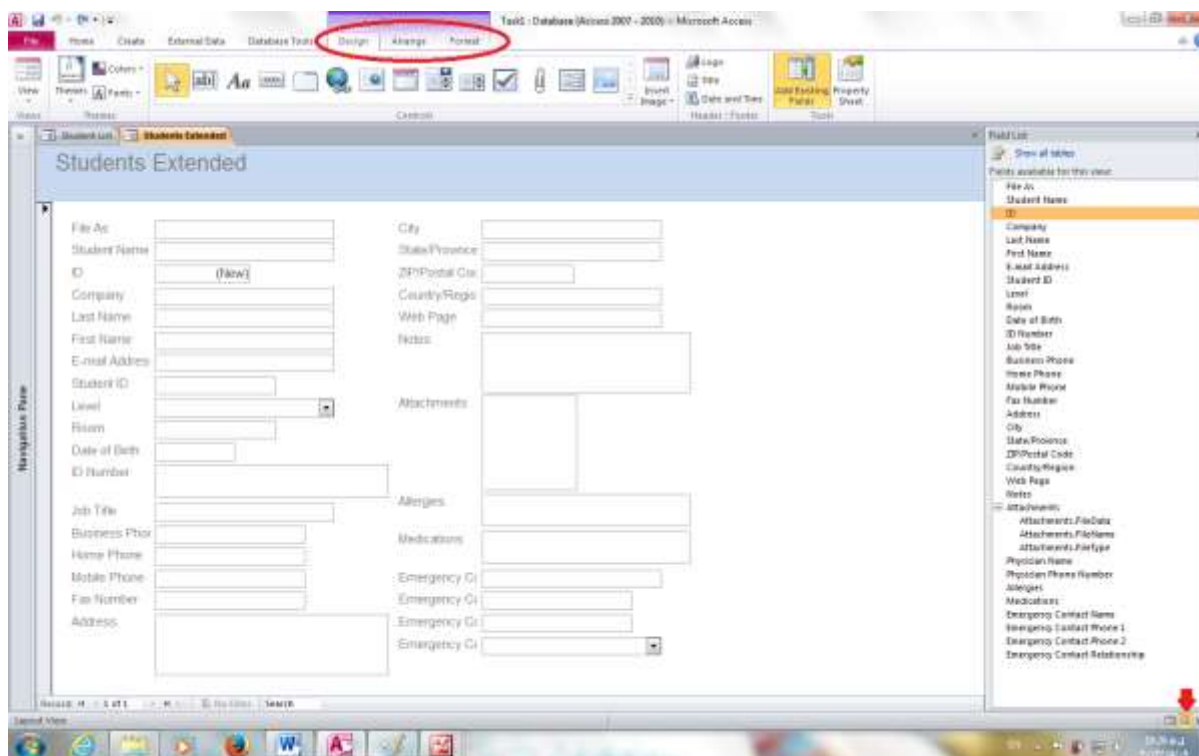 Task1 : Database (Access 2007 - 2010) - Microsoft Access
File Home Create External Data Database Tools Design Arrange Format
View
Themes
Colors
Fonts
Aa
Insert Image
Logo
Title
Date and Time
Add Existing Fields
Property Sheet
Views Themes Controls Header / Footer Tools
Student List Students Extended
Students Extended
File As
Student Name
ID (New)
Company
Last Name
First Name
E-mail Addres
Student ID
Level
Room
Date of Birth
ID Number
Job Title
Business Phor
Home Phone
Mobile Phone
Fax Number
Address
City
State/Province
ZIP/Postal Coc
Country/Regio
Web Page
Notes
Attachments
Allergies
Medications
Emergency Co
Emergency Co
Emergency Co
Emergency Co
Navigation Pane
Field List
Show all tables
Fields available for this view:
File As
Student Name
ID
Company
Last Name
First Name
E-mail Address
Student ID
Level
Room
Date of Birth
ID Number
Job Title
Business Phone
Home Phone
Mobile Phone
Fax Number
Address
City
State/Province
ZIP/Postal Code
Country/Region
Web Page
Notes
Attachments
Attachments.FileData
Attachments.FileName
Attachments.FileType
Physician Name
Physician Phone Number
Allergies
Medications
Emergency Contact Name
Emergency Contact Phone 1
Emergency Contact Phone 2
Emergency Contact Relationship
Record: 1 of 1 No Filter Search
Layout View